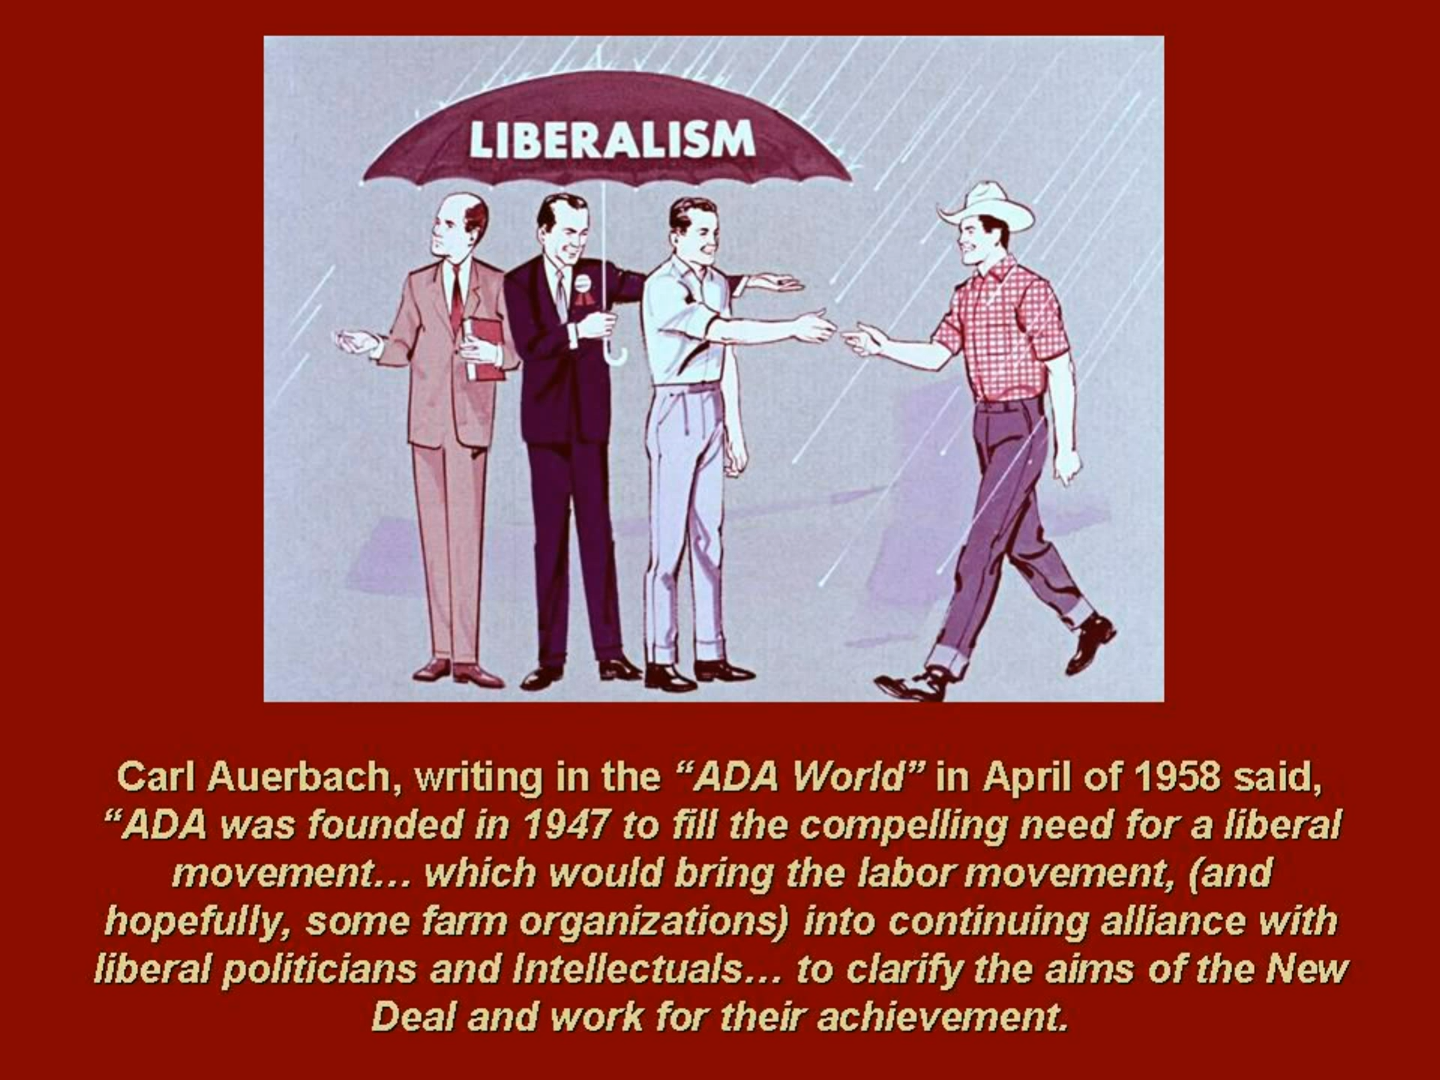 LIBERALISM
Carl Auerbach, writing in the “ADA World” in April of 1958 said,
“ADA was founded in 1947 to fill the compelling need for a liberal
movement... which would bring the labor movement, (and
hopefully, some farm organizations) into continuing alliance with
liberal politicians and Intellectuals... to clarify the aims of the New
Deal and work for their achievement.